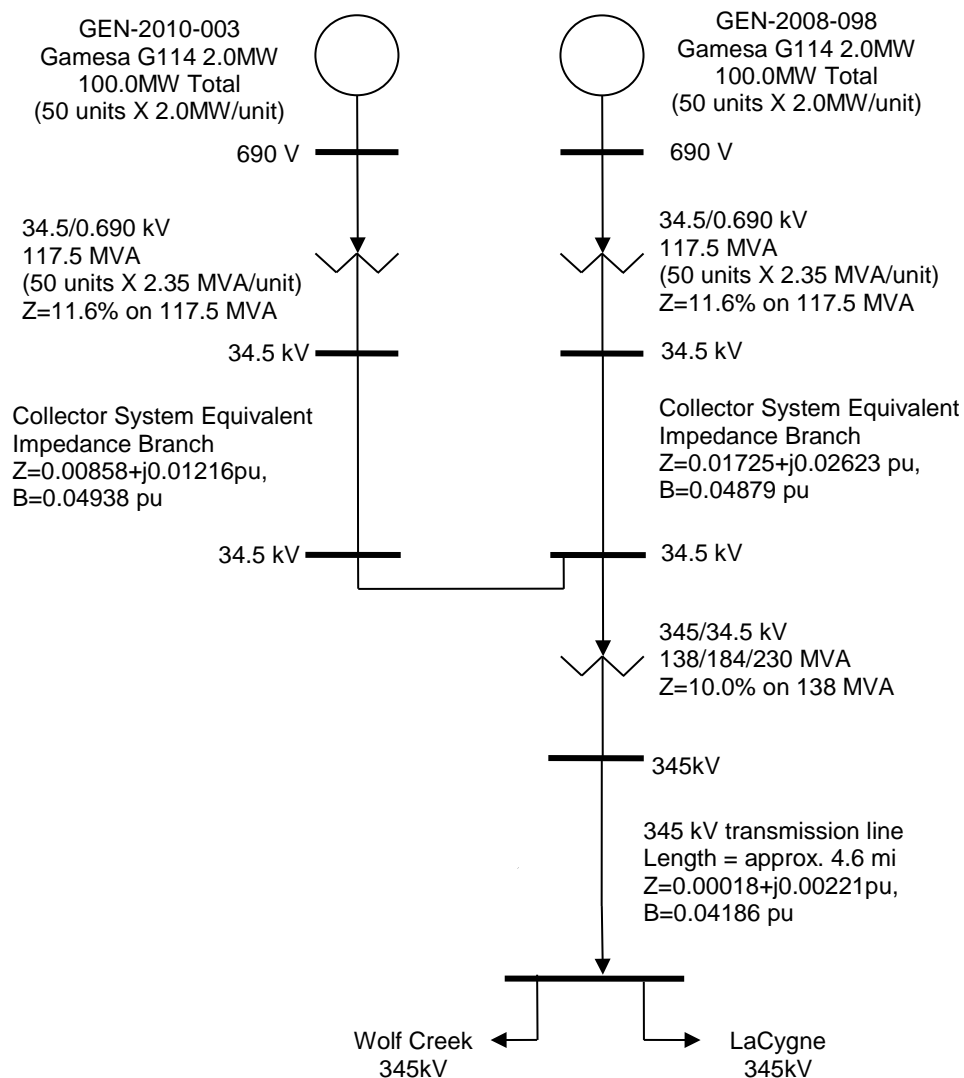 GEN-2010-003
Gamesa G114 2.0MW
100.0MW Total
(50 units X 2.0MW/unit)
GEN-2008-098
Gamesa G114 2.0MW
100.0MW Total
(50 units X 2.0MW/unit)
690 V
690 V
34.5/0.690 kV
117.5 MVA
(50 units X 2.35 MVA/unit)
Z=11.6% on 117.5 MVA
34.5/0.690 kV
117.5 MVA
(50 units X 2.35 MVA/unit)
Z=11.6% on 117.5 MVA
34.5 kV
34.5 kV
Collector System Equivalent
Impedance Branch
Z=0.00858+j0.01216pu,
B=0.04938 pu
Collector System Equivalent
Impedance Branch
Z=0.01725+j0.02623 pu,
B=0.04879 pu
34.5 kV
34.5 kV
345/34.5 kV
138/184/230 MVA
Z=10.0% on 138 MVA
345kV
345 kV transmission line
Length = approx. 4.6 mi
Z=0.00018+j0.00221pu,
B=0.04186 pu
Wolf Creek
345kV
LaCygne
345kV